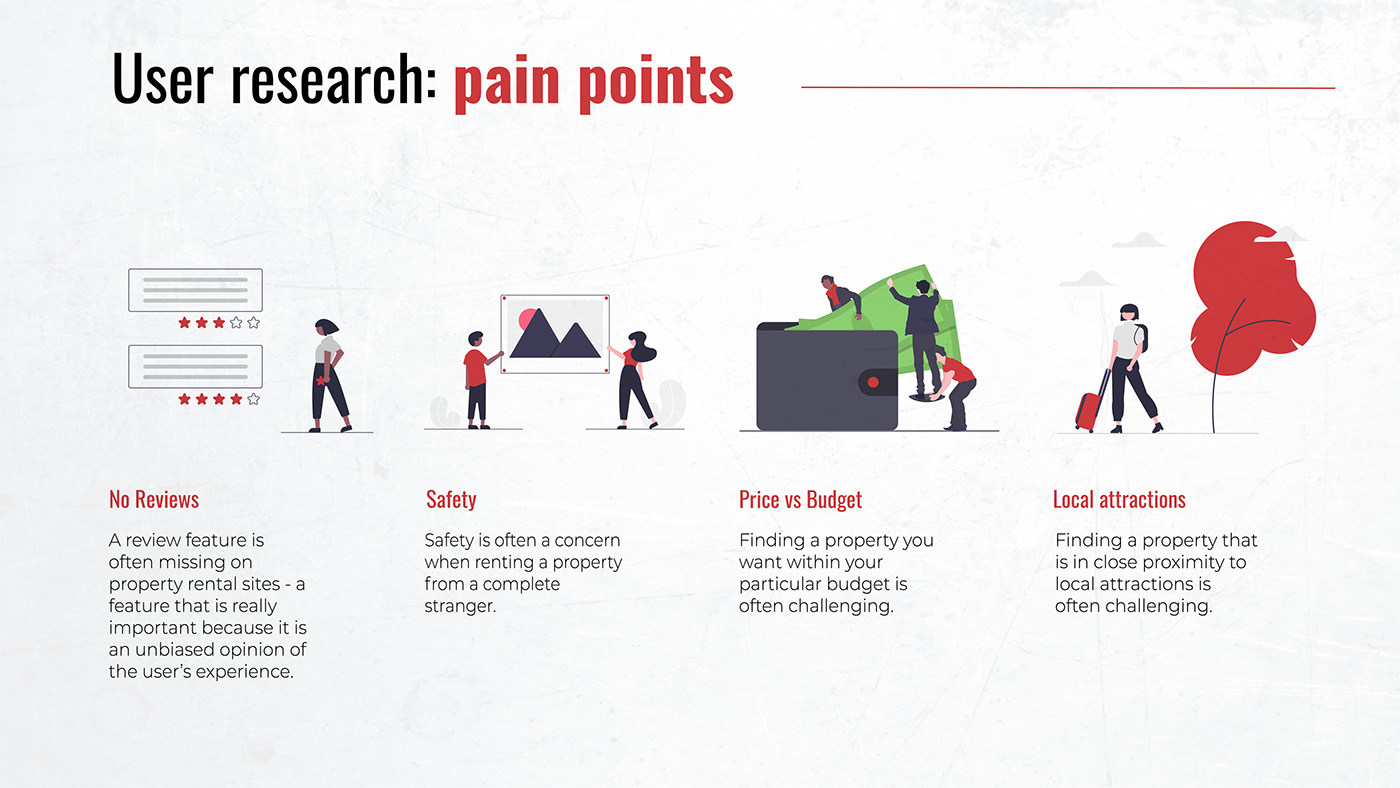 User research: pain points
No Reviews
A review feature is
often missing on
property rental sites - a
feature that is really
important because it is
an unbiased opinion of
the user’s experience.
Safety
Safety is often a concern
when renting a property
from a complete
stranger.
Price vs Budget
Finding a property you
want within your
particular budget is
often challenging.
Local attractions
Finding a property that
is in close proximity to
local attractions is
often challenging.